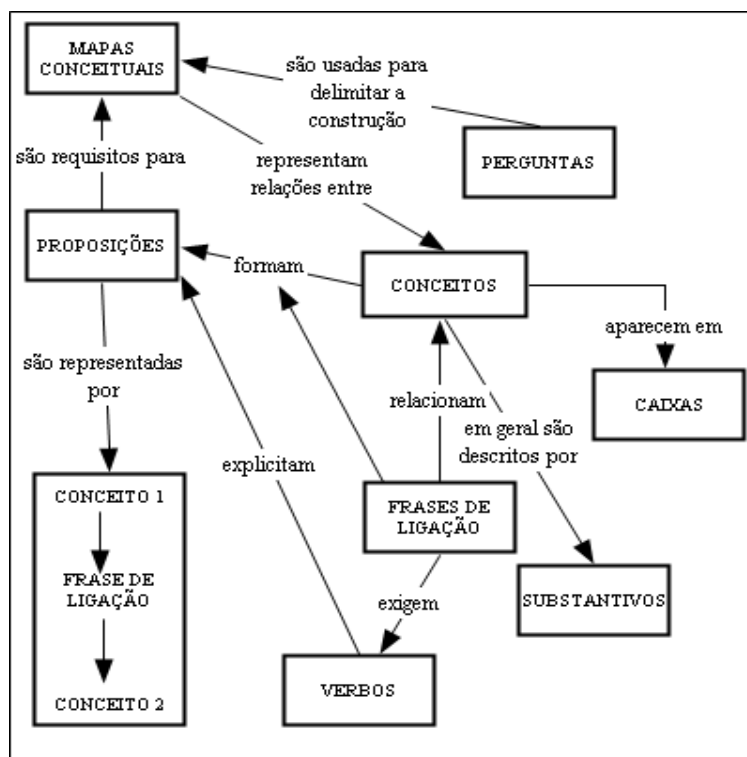 MAPAS
CONCEITUAIS
são usadas para
delimitar a
construção
são requisitos para
representam
relações entre
PERGUNTAS
PROPOSIÇÕES
formam
CONCEITOS
aparecem em
são representadas
por
relacionam
CAIXAS
em geral são
descritos por
explicitam
CONCEITO 1
FRASES DE
LIGAÇÃO
FRASE DE
LIGAÇÃO
exigem
SUBSTANTIVOS
VERBOS
CONCEITO 2